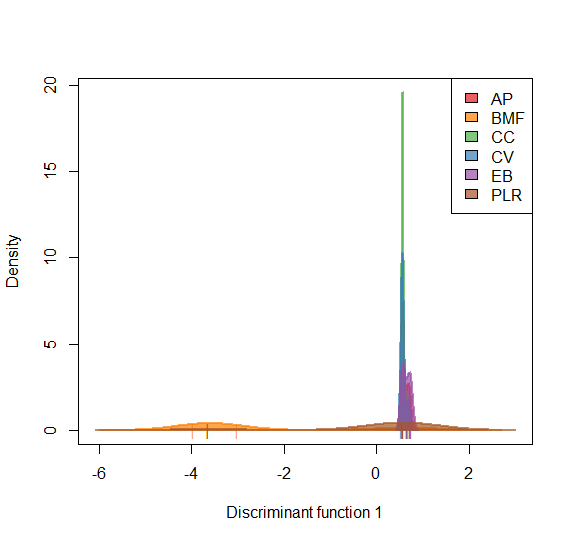 20
15
10
5
0
Density
AP
BMF
CC
CV
EB
PLR
-6
-4
-2
0
2
Discriminant function 1